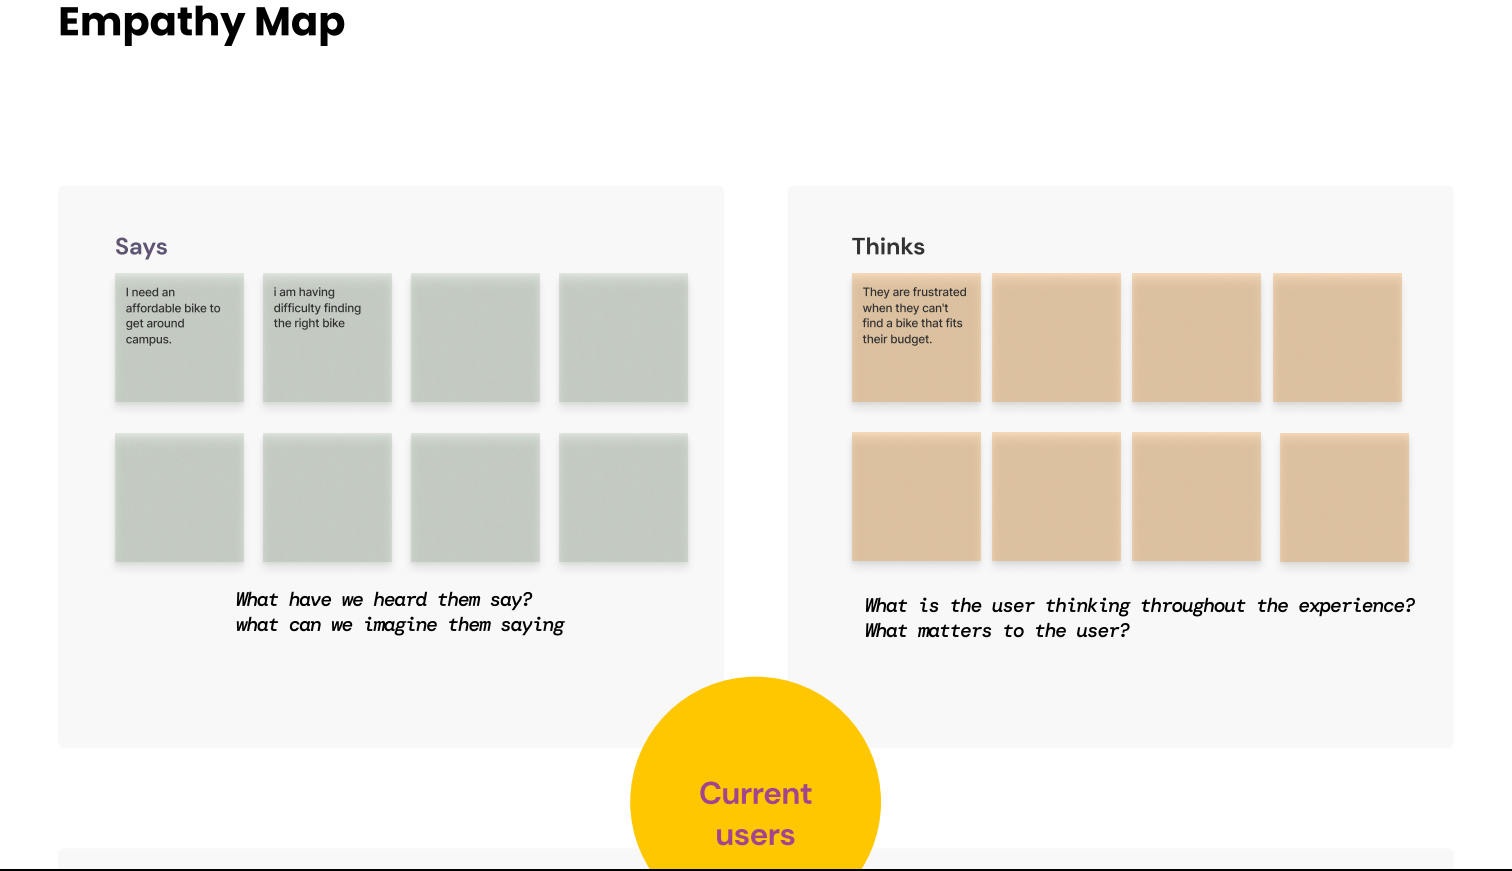 Empathy Map
Says
I need an
affordable bike to
get around
campus.
i am having
difficulty finding
the right bike
What have we heard them say?
what can we imagine them saying
Thinks
They are frustrated
when they can't
find a bike that fits
their budget.
What is the user thinking throughout the experience?
What matters to the user?
Current
users